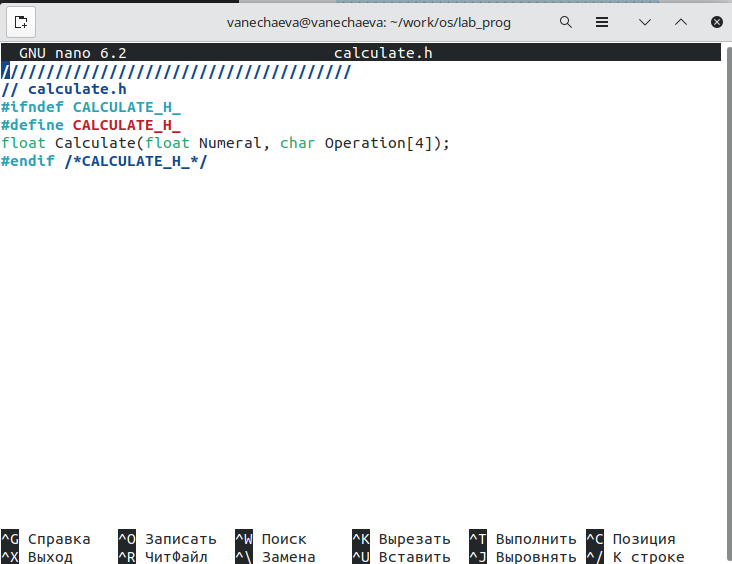 vanechaeva@vanechaeva: ~/work/os/lab_prog
GNU nano 6.2 calculate.h
///////////////////////////////////////
// calculate.h
#ifndef CALCULATE_H_
#define CALCULATE_H_
float Calculate(float Numeral, char Operation[4]);
#endif /*CALCULATE_H_*/
^G Справка ^O Записать ^W Поиск ^K Вырезать ^T Выполнить ^C Позиция
^X Выход ^R ЧитФайл ^\ Замена ^U Вставить ^J Выровнять ^/ К строке